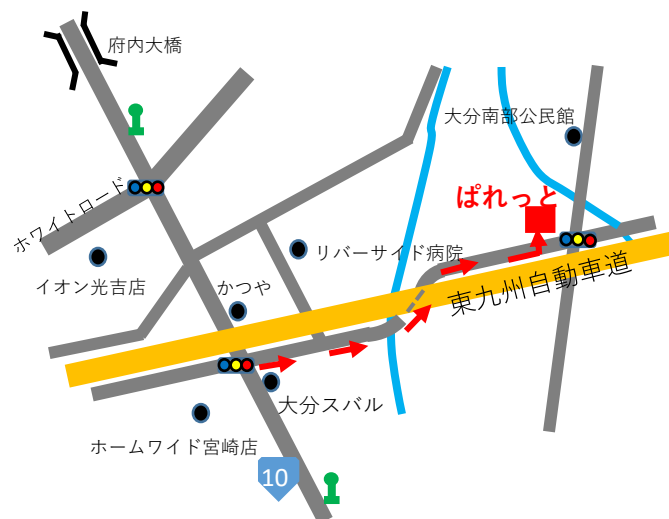 府内大橋
大分南部公民館
ホワイトロード
ぱれっと
イオン光吉店
かつや
リバーサイド病院
東九州自動車道
大分スバル
ホームワイド宮崎店
10